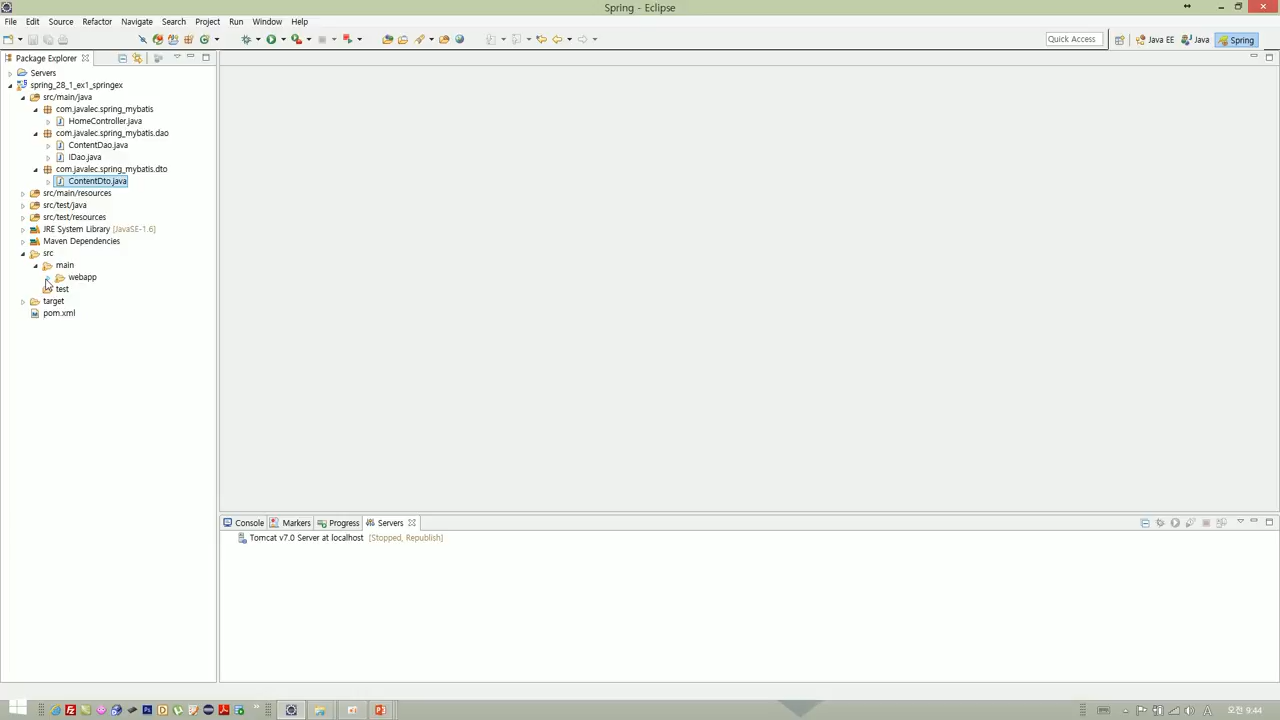 Spring - Eclipse
File Edit Source Refactor Navigate Search Project Run Window Help
Quick Access
Java EE
Java
Spring
Package Explorer
Servers
spring_28_1_ex1_springex
src/main/java
com.javalec.spring_mybatis
HomeController.java
com.javalec.spring_mybatis.dao
ContentDao.java
IDao.java
com.javalec.spring_mybatis.dto
ContentDto.java
src/main/resources
src/test/java
src/test/resources
JRE System Library [JavaSE-1.6]
Maven Dependencies
src
main
webapp
test
target
pom.xml
Console Markers Progress Servers
Tomcat v7.0 Server at localhost [Stopped, Republish]
A 오전 9:44